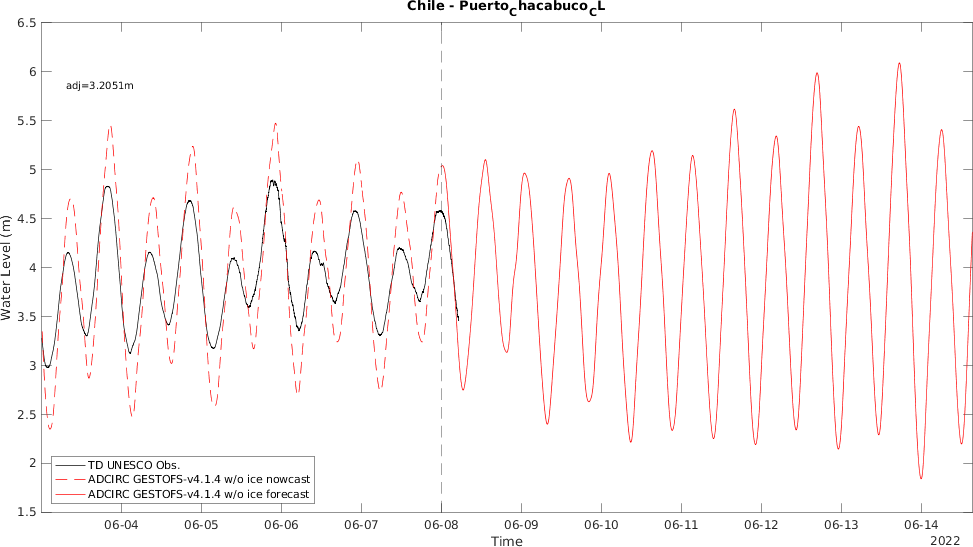 Chile - PuertoChacabucoCL
6.5
6
5.5
5
4.5
4
3.5
3
2.5
2
1.5
Water Level (m)
adj=3.2051m
TD UNESCO Obs.
ADCIRC GESTOFS-v4.1.4 w/o ice nowcast
ADCIRC GESTOFS-v4.1.4 w/o ice forecast
06-04 06-05 06-06 06-07 06-08 06-09 06-10 06-11 06-12 06-13 06-14
Time
2022